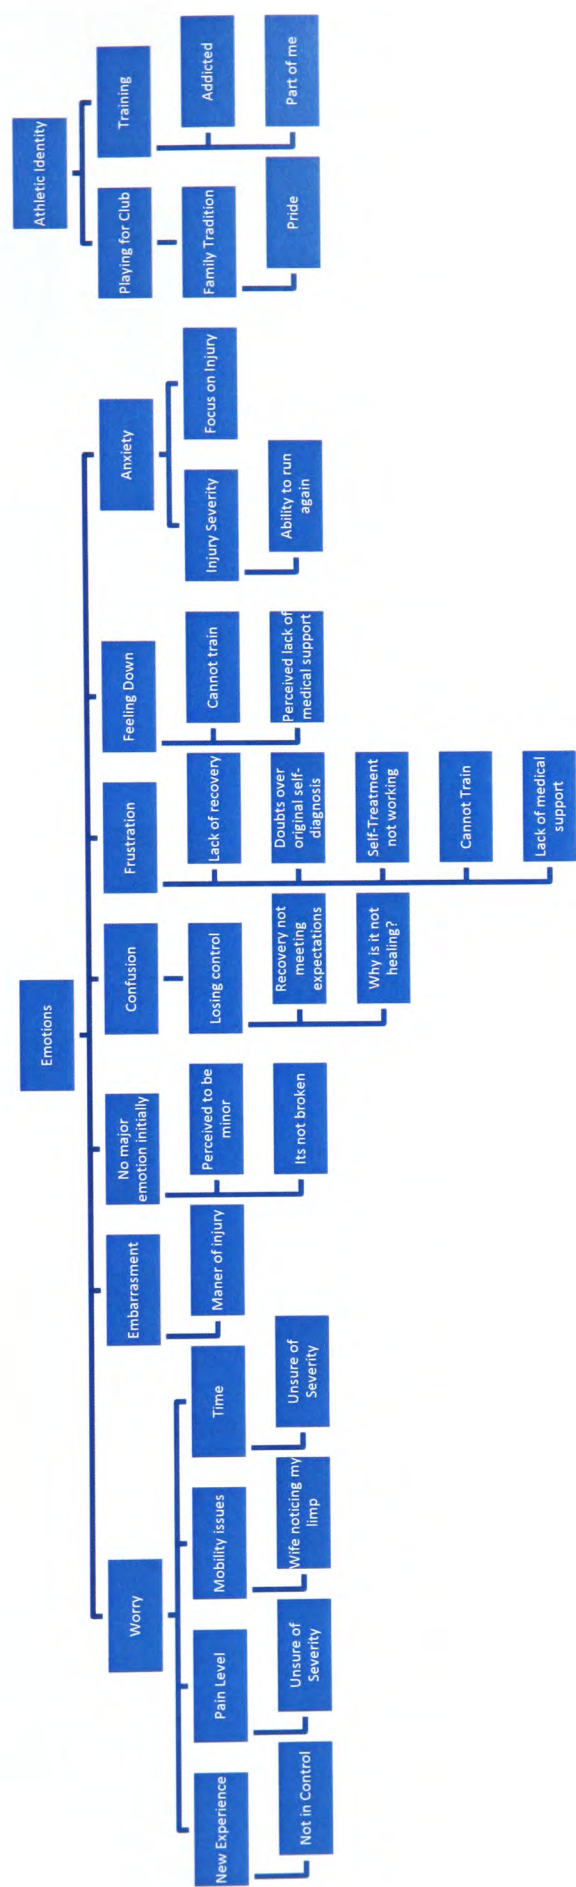 Emotions
Worry
New Experience
Not in Control
Pain Level
Unsure of
Severity
Mobility issues
Wife noticing my
limp
Time
Unsure of
Severity
Embarrasment
Maner of injury
No major
emotion initially
Perceived to be
minor
Its not broken
Confusion
Losing control
Recovery not
meeting
expectations
Why is it not
healing?
Frustration
Lack of recovery
Doubts over
original self-
diagnosis
Self-Treatment
not working
Cannot Train
Lack of medical
support
Feeling Down
Cannot train
Perceived lack of
medical support
Anxiety
Injury Severity
Ability to run
again
Focus on Injury
Athletic Identity
Playing for Club
Family Tradition
Pride
Training
Addicted
Part of me